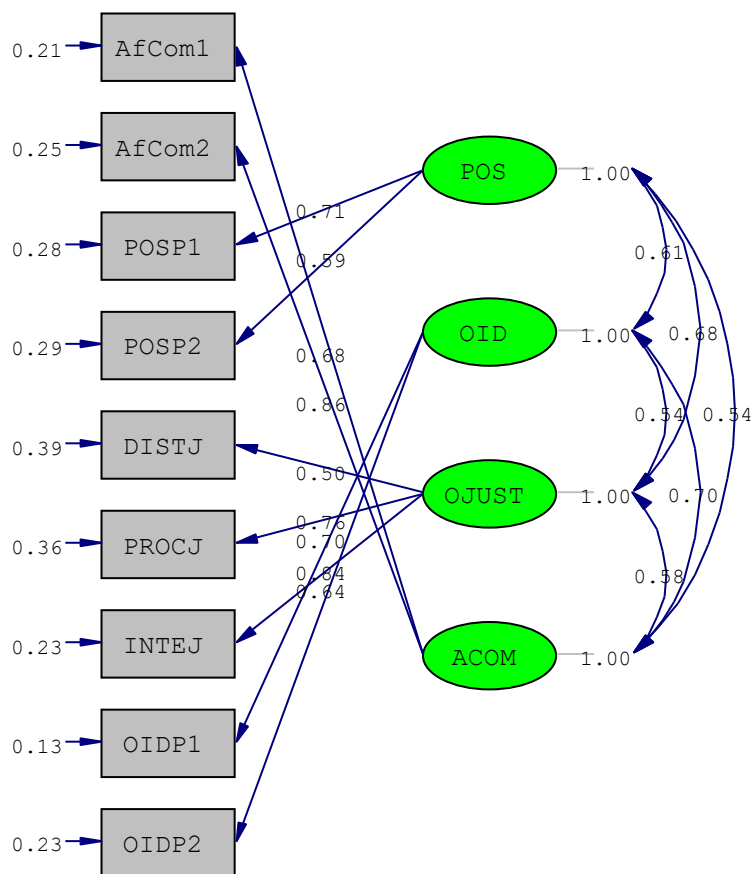 0.21 AfCom1
0.25 AfCom2
0.28 POSP1
0.29 POSP2
0.39 DISTJ
0.36 PROCJ
0.23 INTEJ
0.13 OIDP1
0.23 OIDP2
0.71
0.59
0.68
0.86
0.50
0.76
0.70
0.84
0.64
POS 1.00
OID 1.00
OJUST 1.00
ACOM 1.00
0.61
0.68
0.54 0.54
0.70
0.58